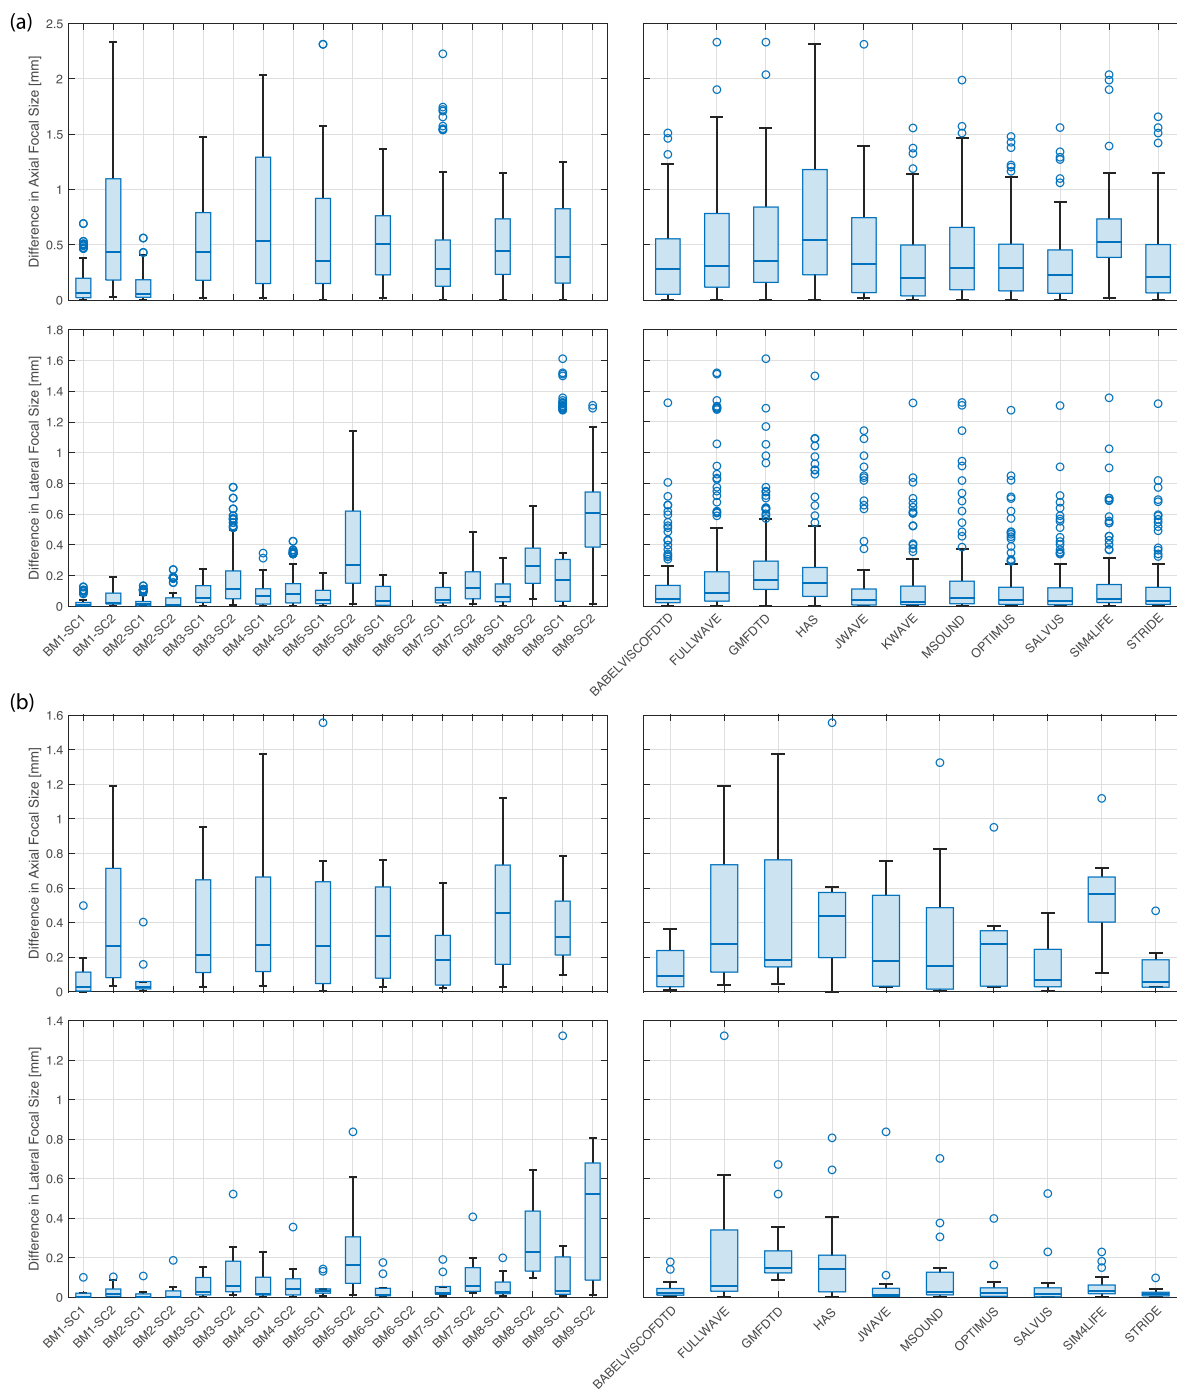 (a)
Difference in Axial Focal Size [mm]
2.5
2
1.5
1
0.5
0
Difference in Lateral Focal Size [mm]
1.8
1.6
1.4
1.2
1
0.8
0.6
0.4
0.2
0
BM1-SC1
BM1-SC2
BM2-SC1
BM2-SC2
BM3-SC1
BM3-SC2
BM4-SC1
BM4-SC2
BM5-SC1
BM5-SC2
BM6-SC1
BM6-SC2
BM7-SC1
BM7-SC2
BM8-SC1
BM8-SC2
BM9-SC1
BM9-SC2
BABELVISCOFDTD
FULLWAVE
GMFDTD
HAS
JWAVE
KWAVE
MSOUND
OPTIMUS
SALVUS
SIM4LIFE
STRIDE
(b)
Difference in Axial Focal Size [mm]
1.6
1.4
1.2
1
0.8
0.6
0.4
0.2
0
Difference in Lateral Focal Size [mm]
1.4
1.2
1
0.8
0.6
0.4
0.2
0
BM1-SC1
BM1-SC2
BM2-SC1
BM2-SC2
BM3-SC1
BM3-SC2
BM4-SC1
BM4-SC2
BM5-SC1
BM5-SC2
BM6-SC1
BM6-SC2
BM7-SC1
BM7-SC2
BM8-SC1
BM8-SC2
BM9-SC1
BM9-SC2
BABELVISCOFDTD
FULLWAVE
GMFDTD
HAS
JWAVE
MSOUND
OPTIMUS
SALVUS
SIM4LIFE
STRIDE